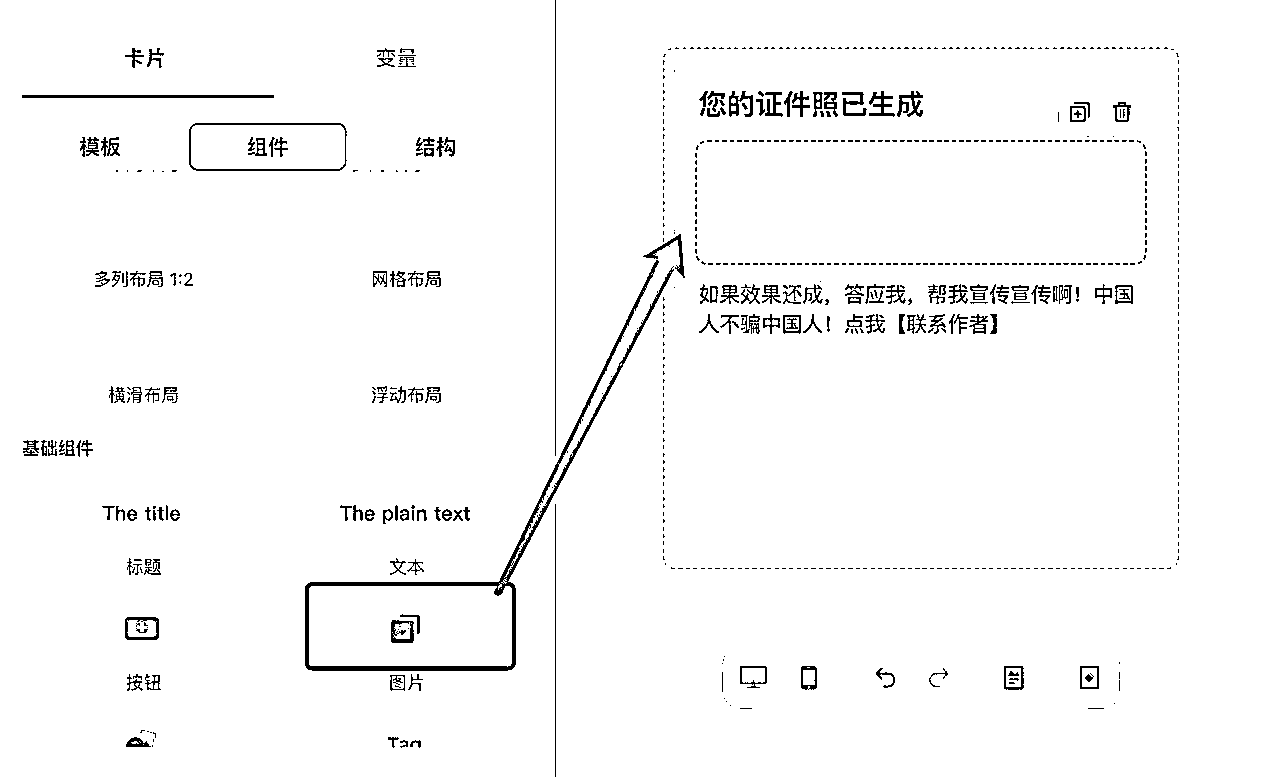 卡片
变量
模板
组件
结构
多列布局 1:2
网格布局
横滑布局
浮动布局
基础组件
The title
The plain text
标题
文本
按钮
图片
Tag
您的证件照已生成
如果效果还成，答应我，帮我宣传宣传啊！中国
人不骗中国人！点我【联系作者】